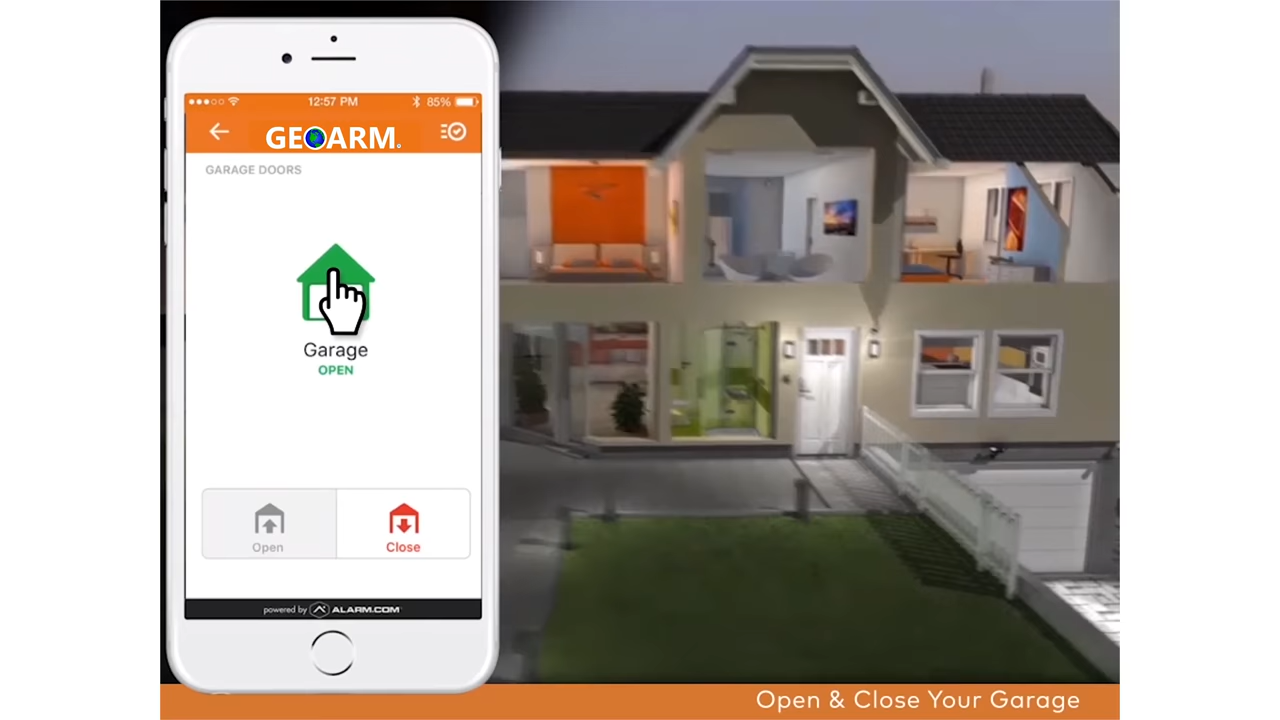 12:57 PM
85%
GEOARM.
GARAGE DOORS
Garage
OPEN
Open
Close
powered by ALARM.COM
Open & Close Your Garage